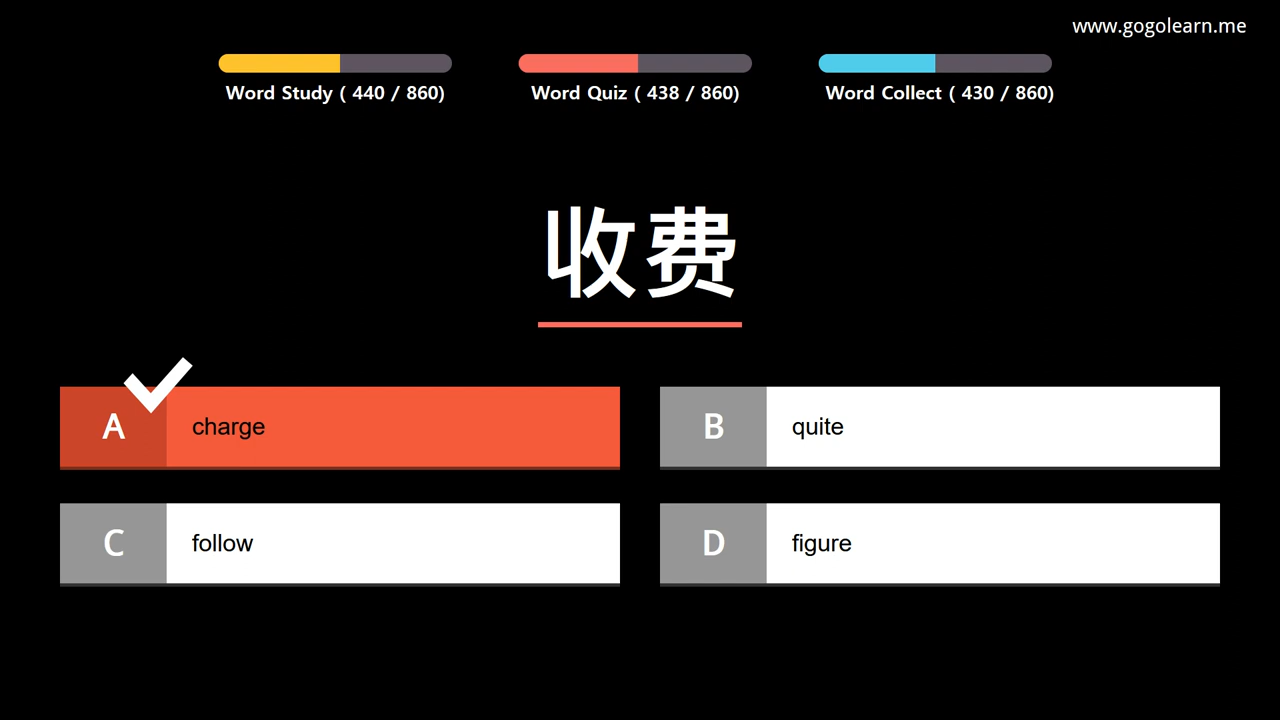 www.gogolearn.me
Word Study ( 440 / 860)
Word Quiz ( 438 / 860)
Word Collect ( 430 / 860)
收费
A charge
B quite
C follow
D figure